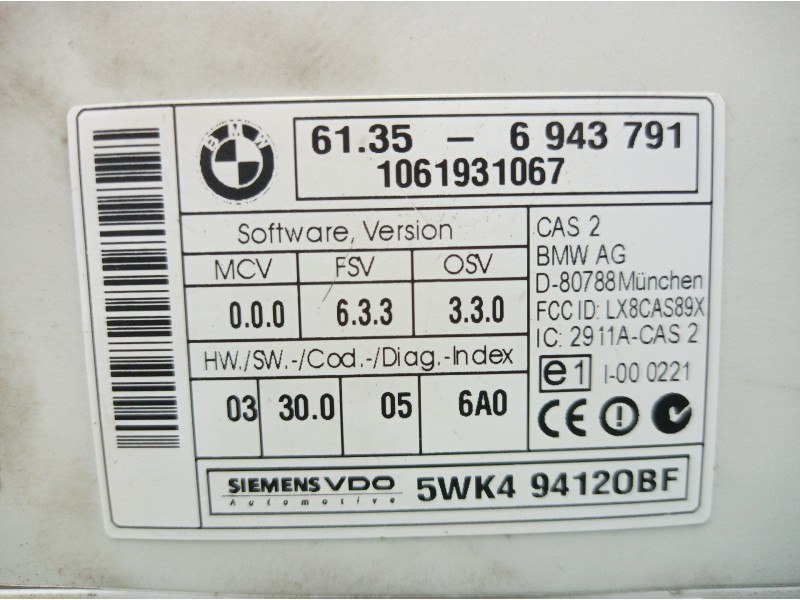 BMW
61.35 - 6 943 791
1061931067
Software, Version
MCV FSV OSV
0.0.0 6.3.3 3.3.0
HW./SW.-/Cod.-/Diag.-Index
03 30.0 05 6A0
CAS 2
BMW AG
D-80788 München
FCC ID: LX8CAS89X
IC: 2911A-CAS 2
e1 I-00 0221
CE
SIEMENS VDO
Automotive
5WK4 94120BF